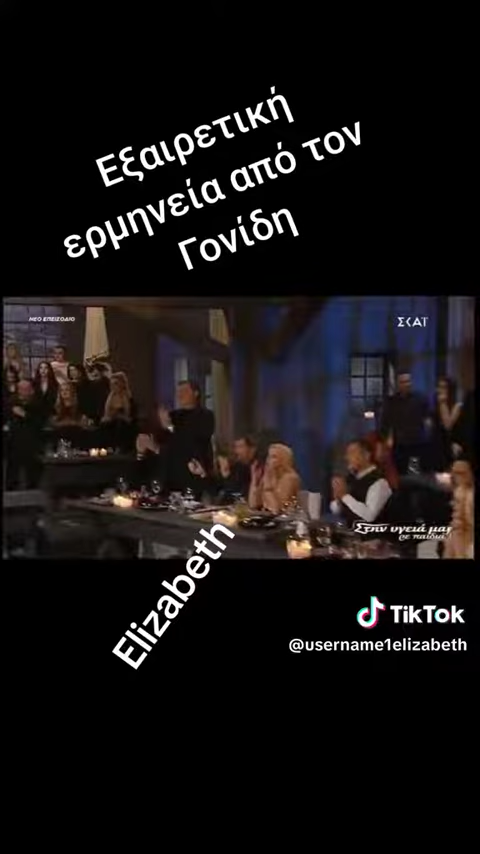 Εξαιρετική
ερμηνεία από τον
Γονίδη
ΝΕΟ ΕΠΕΙΣΟΔΙΟ
ΣΚΑΪ
Στην υγειά μας
ρε παιδιά!
Elizabeth
TikTok
@username1elizabeth